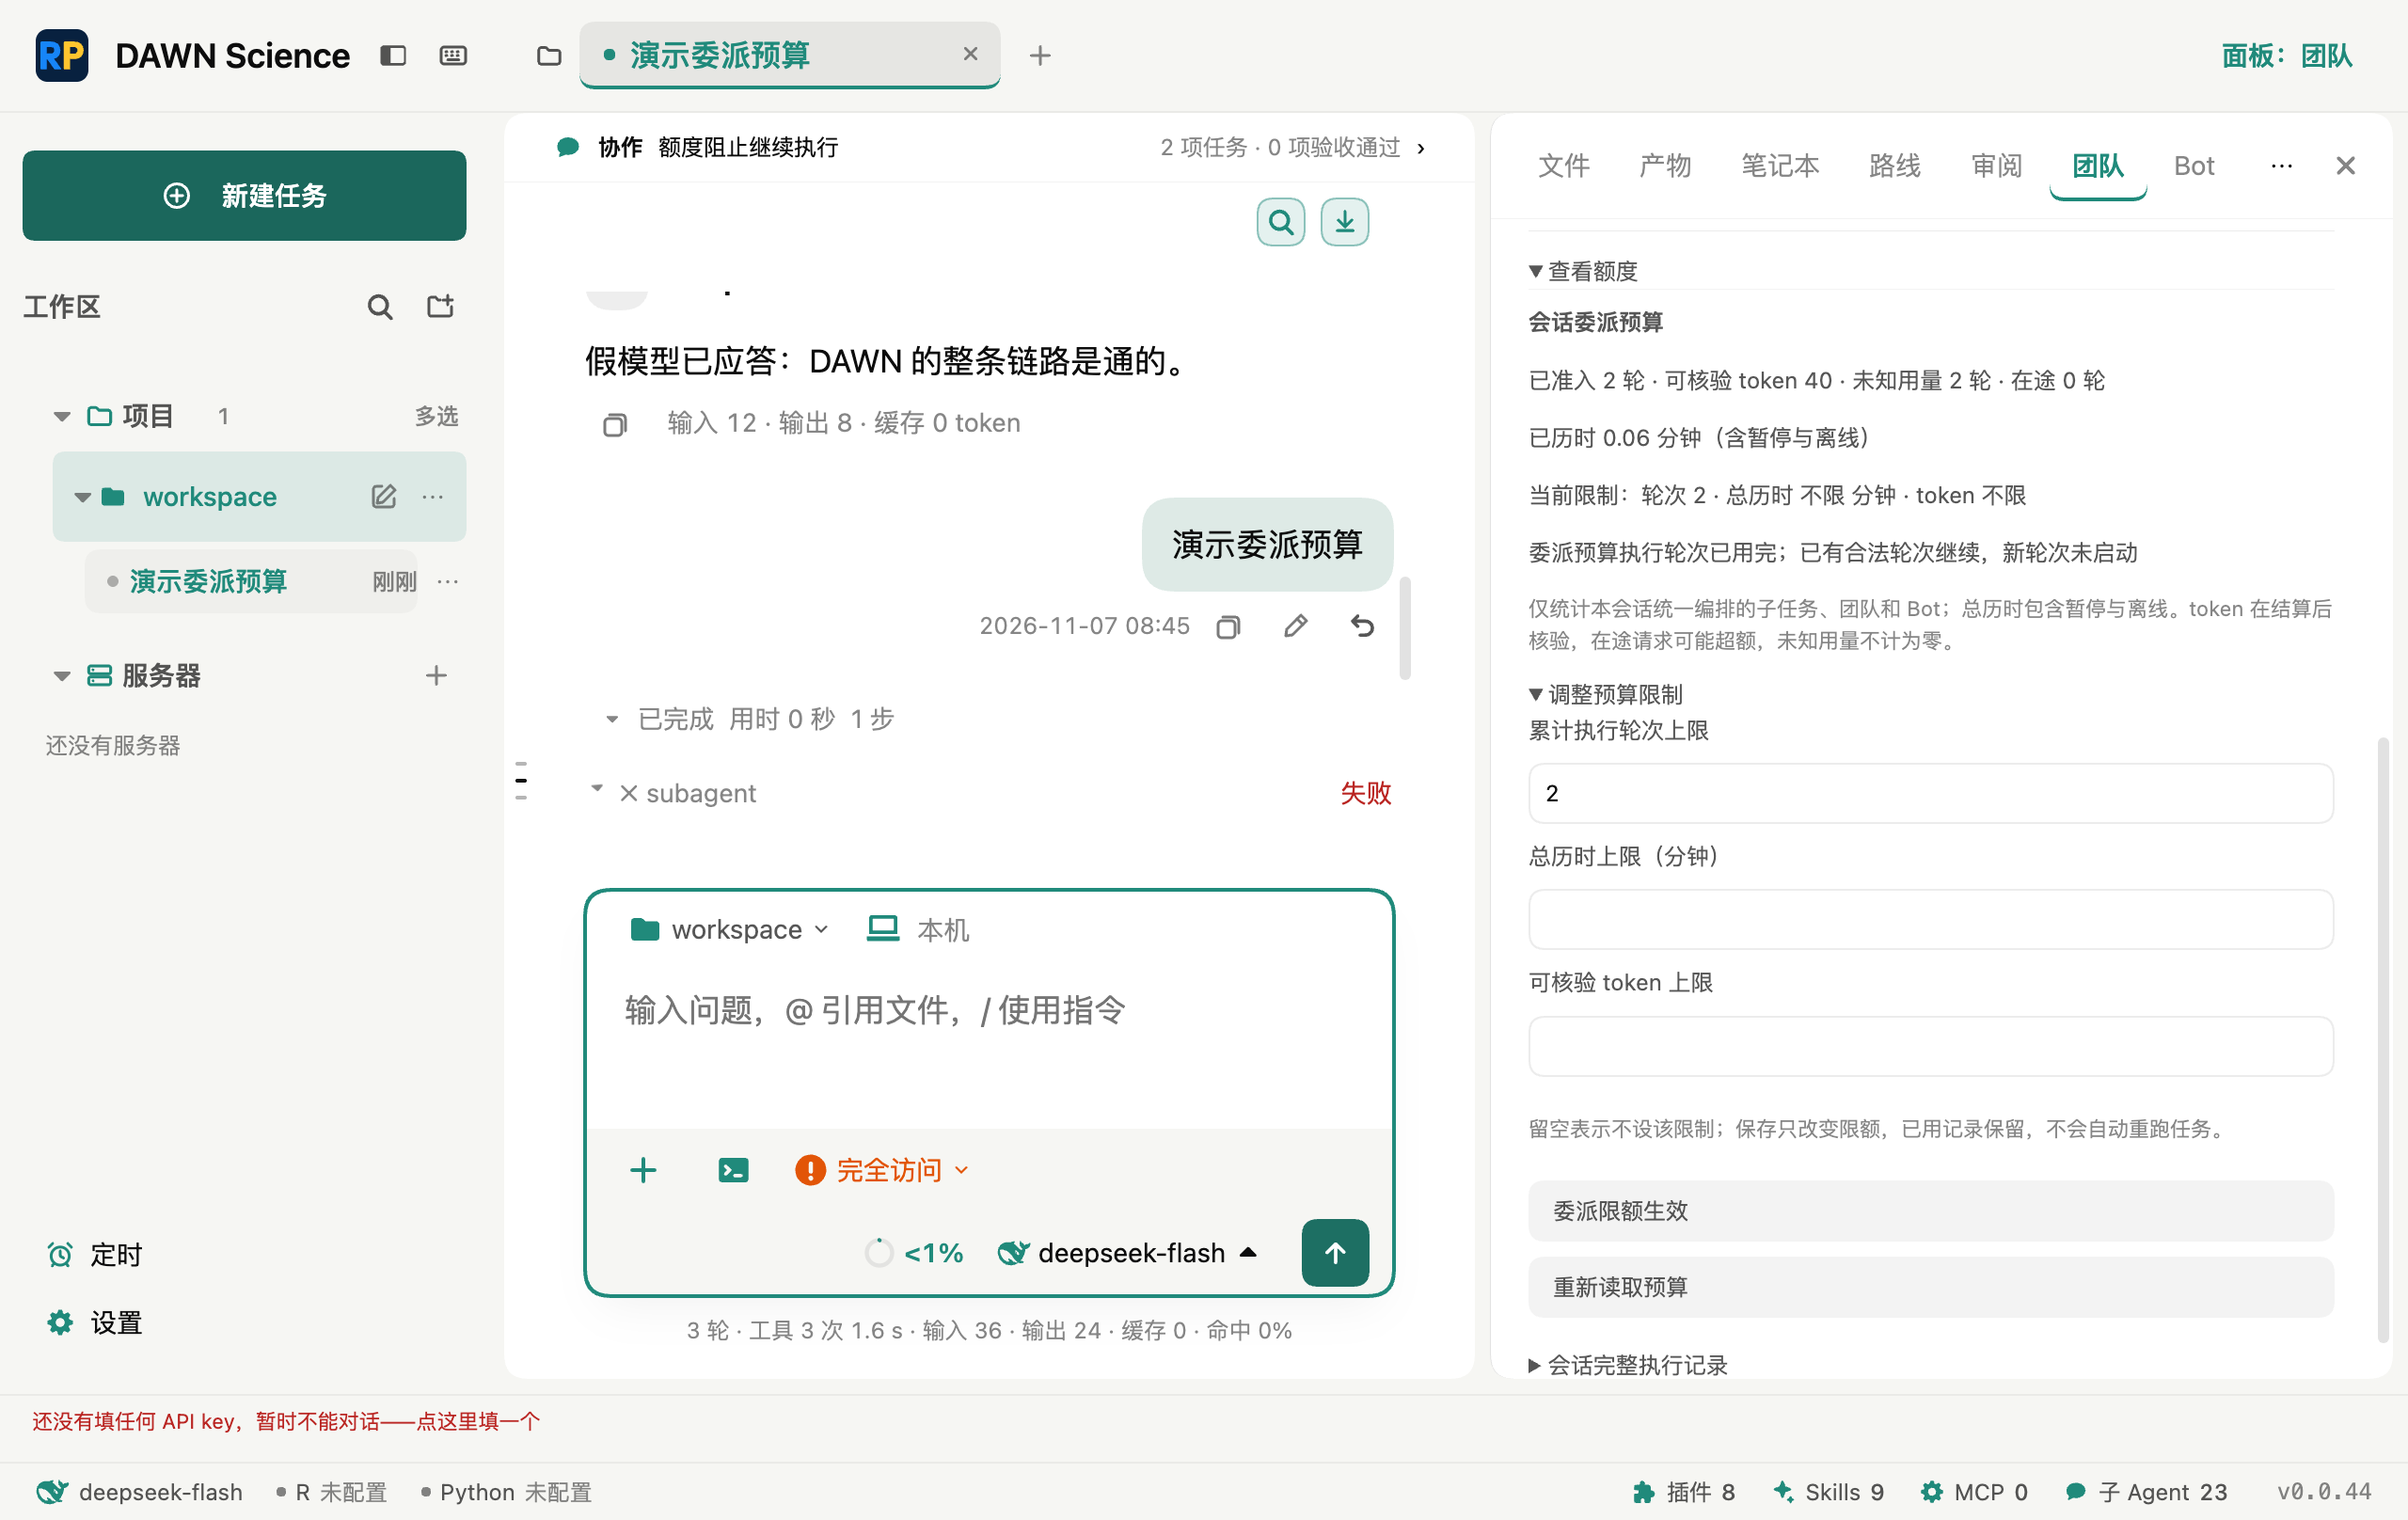 RP DAWN Science
演示委派预算
面板：团队
新建任务
工作区
项目 1 多选
workspace
演示委派预算 刚刚
服务器
还没有服务器
定时
设置
协作 额度阻止继续执行 2 项任务 · 0 项验收通过
假模型已应答：DAWN 的整条链路是通的。
输入 12 · 输出 8 · 缓存 0 token
演示委派预算
2026-11-07 08:45
已完成 用时 0 秒 1 步
subagent 失败
workspace 本机
输入问题，@ 引用文件，/ 使用指令
完全访问
<1% deepseek-flash
3 轮 · 工具 3 次 1.6 s · 输入 36 · 输出 24 · 缓存 0 · 命中 0%
文件 产物 笔记本 路线 审阅 团队 Bot
查看额度
会话委派预算
已准入 2 轮 · 可核验 token 40 · 未知用量 2 轮 · 在途 0 轮
已历时 0.06 分钟（含暂停与离线）
当前限制：轮次 2 · 总历时 不限 分钟 · token 不限
委派预算执行轮次已用完；已有合法轮次继续，新轮次未启动
仅统计本会话统一编排的子任务、团队和 Bot；总历时包含暂停与离线。token 在结算后
核验，在途请求可能超额，未知用量不计为零。
调整预算限制
累计执行轮次上限
2
总历时上限（分钟）
可核验 token 上限
留空表示不设该限制；保存只改变限额，已用记录保留，不会自动重跑任务。
委派限额生效
重新读取预算
会话完整执行记录
还没有填任何 API key，暂时不能对话——点这里填一个
deepseek-flash R 未配置 Python 未配置
插件 8 Skills 9 MCP 0 子 Agent 23 v0.0.44